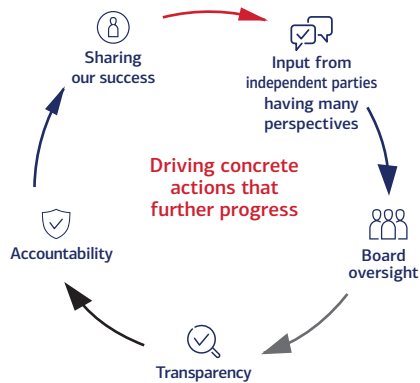 Sharing
our success
Input from
independent parties
having many
perspectives
Driving concrete
actions that
further progress
Accountability
Board
oversight
Transparency